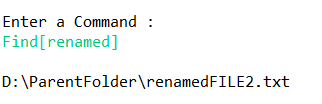 Enter a Command :
Find[renamed]
D:\ParentFolder\renamedFILE2.txt